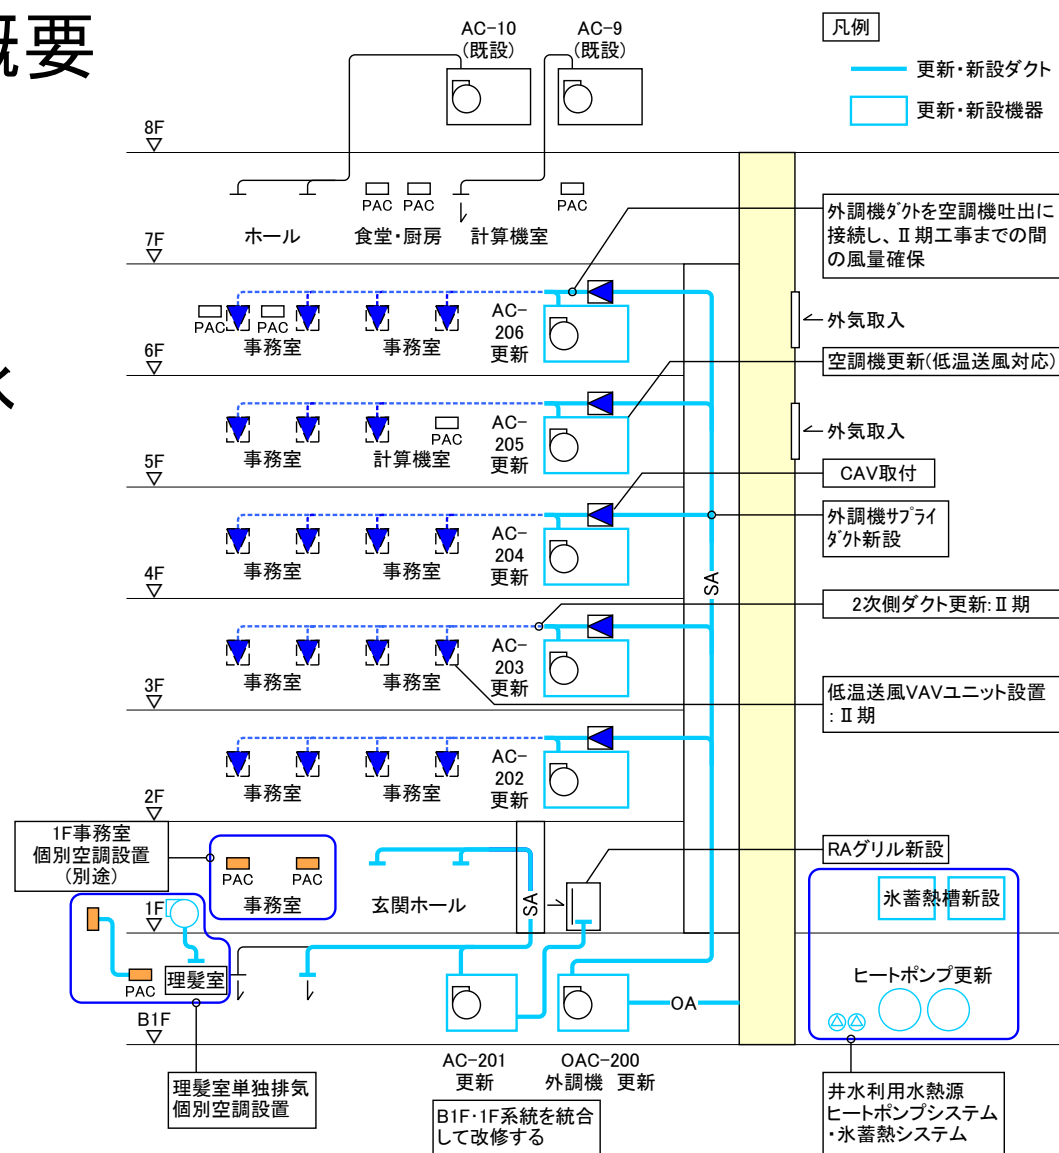 既要
水
AC-10
(既設)
AC-9
(既設)
凡例
更新・新設ダクト
更新・新設機器
8F
PAC
PAC
PAC
ホール
食堂・厨房
計算機室
7F
外調機ダクトを空調機吐出に
接続し、Ⅱ期工事までの間
の風量確保
PAC
PAC
事務室
事務室
AC-
206
更新
外気取入
6F
空調機更新(低温送風対応)
PAC
事務室
計算機室
AC-
205
更新
外気取入
5F
CAV取付
外調機サプライ
ダクト新設
事務室
事務室
AC-
204
更新
4F
SA
2次側ダクト更新:Ⅱ期
事務室
事務室
AC-
203
更新
3F
低温送風VAVユニット設置
:Ⅱ期
事務室
事務室
AC-
202
更新
2F
1F事務室
個別空調設置
(別途)
PAC
PAC
事務室
玄関ホール
SA
RAグリル新設
氷蓄熱槽新設
1F
PAC
理髪室
OA
ヒートポンプ更新
B1F
AC-201
更新
OAC-200
外調機 更新
理髪室単独排気
個別空調設置
B1F・1F系統を統合
して改修する
井水利用水熱源
ヒートポンプシステム
・氷蓄熱システム